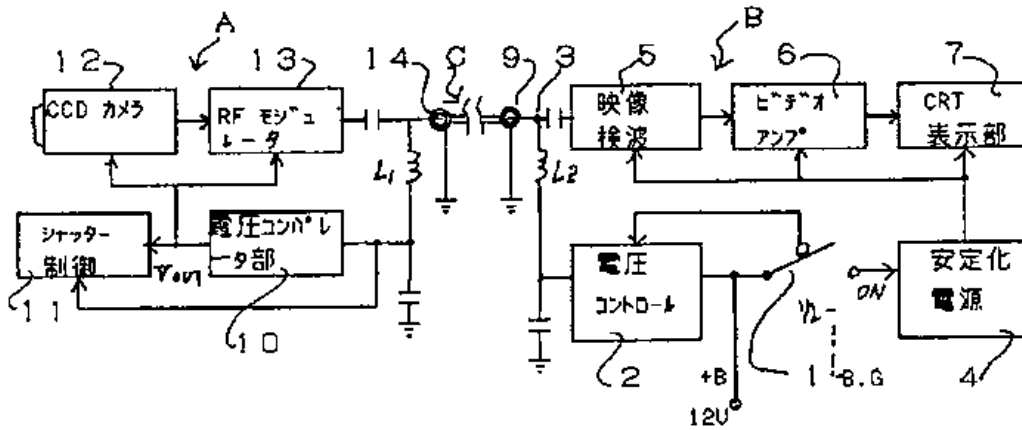 A
B
12
13
14
C
9
3
5
6
7
CCD カメラ
RF モジュ
レータ
映像
検波
ビデオ
アンプ
CRT
表示部
L1
L2
シャッター
制御
電圧コンパレ
ータ部
Vout
電圧
コントロール
ON
安定化
電源
1/2
11
10
2
+B
1
B.G
4
12V